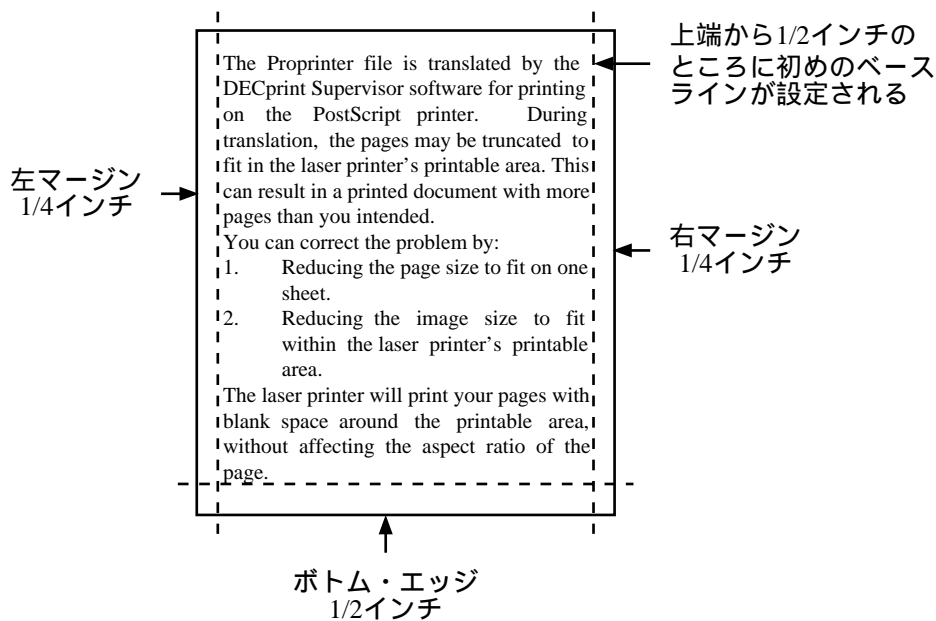 上端から1/2インチの
ところに初めのベース
ラインが設定される
The Proprinter file is translated by the
DECprint Supervisor software for printing
on the PostScript printer. During
translation, the pages may be truncated to
fit in the laser printer's printable area. This
can result in a printed document with more
pages than you intended.
You can correct the problem by:
1. Reducing the page size to fit on one
sheet.
2. Reducing the image size to fit
within the laser printer's printable
area.
The laser printer will print your pages with
blank space around the printable area,
without affecting the aspect ratio of the
page.
左マージン
1/4インチ
右マージン
1/4インチ
ボトム・エッジ
1/2インチ